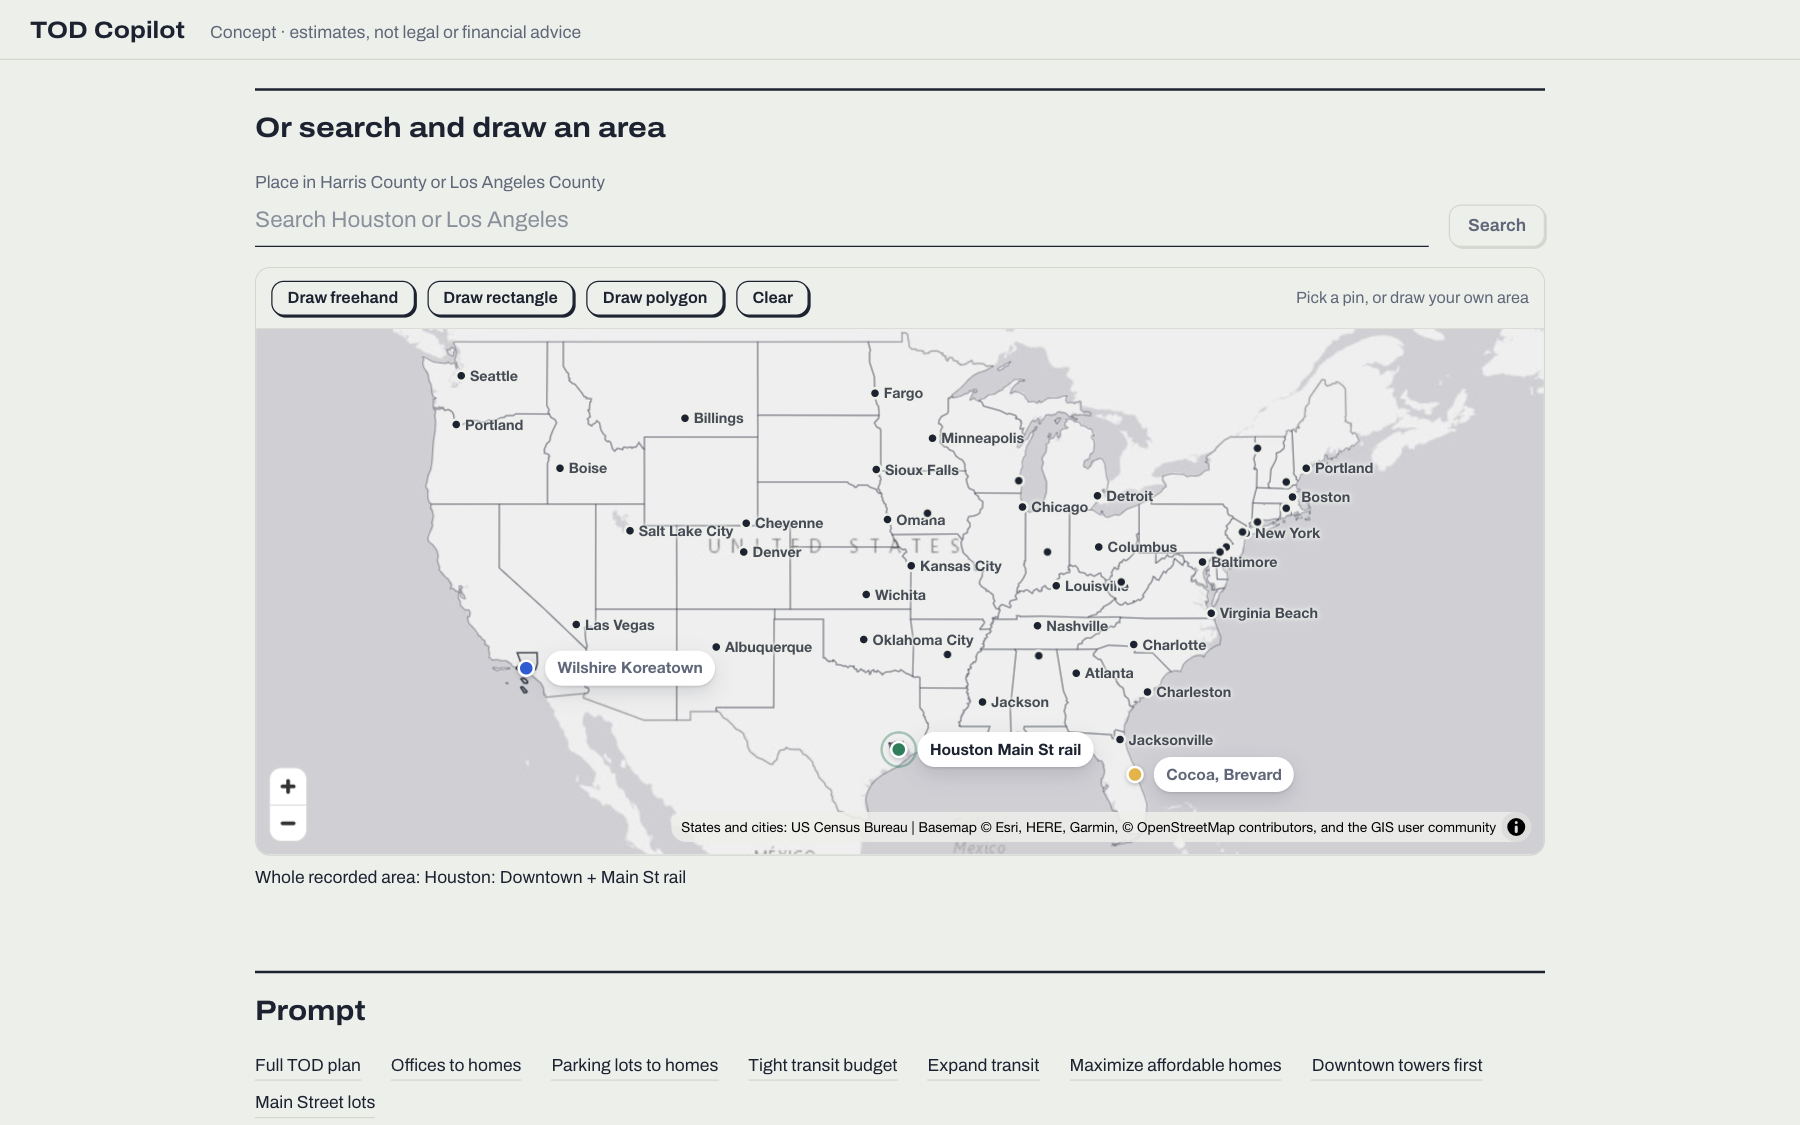 TOD Copilot Concept · estimates, not legal or financial advice
Or search and draw an area
Place in Harris County or Los Angeles County
Search Houston or Los Angeles
Search
Draw freehand
Draw rectangle
Draw polygon
Clear
Pick a pin, or draw your own area
Seattle
Fargo
Billings
Portland
Minneapolis
Boise
Sioux Falls
Portland
Detroit
Boston
Chicago
Omaha
Cheyenne
Salt Lake City
New York
UNITED STATES
Columbus
Denver
Baltimore
Kansas City
Louisville
Wichita
Virginia Beach
Las Vegas
Nashville
Oklahoma City
Charlotte
Albuquerque
Wilshire Koreatown
Atlanta
Charleston
Jackson
Jacksonville
Houston Main St rail
Cocoa, Brevard
+
−
States and cities: US Census Bureau | Basemap © Esri, HERE, Garmin, © OpenStreetMap contributors, and the GIS user community
MÉXICO
Mexico
Whole recorded area: Houston: Downtown + Main St rail
Prompt
Full TOD plan
Offices to homes
Parking lots to homes
Tight transit budget
Expand transit
Maximize affordable homes
Downtown towers first
Main Street lots